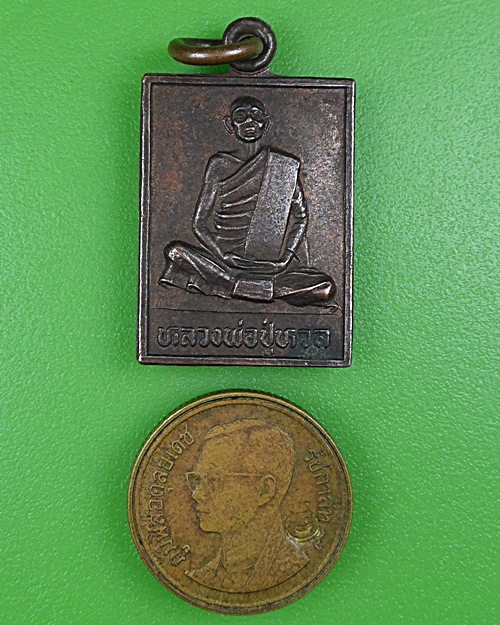 หลวงพ่อปู่หวล
ภูมิพลอดุลยเดช รัชกาลที่ ๙